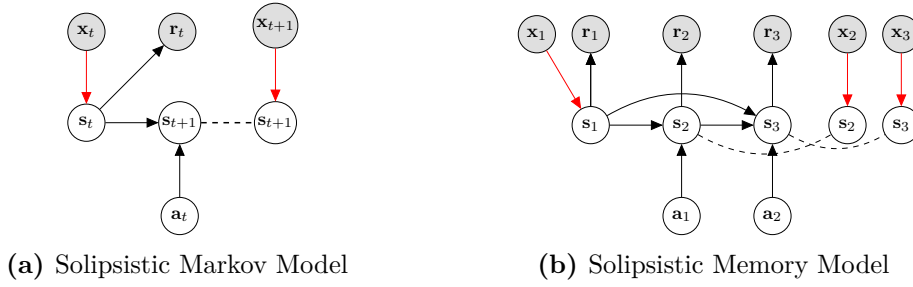 x_t r_t x_{t+1}
s_t s_{t+1} s_{t+1}
a_t
(a) Solipsistic Markov Model
x_1 r_1 r_2 r_3 x_2 x_3
s_1 s_2 s_3 s_2 s_3
a_1 a_2
(b) Solipsistic Memory Model